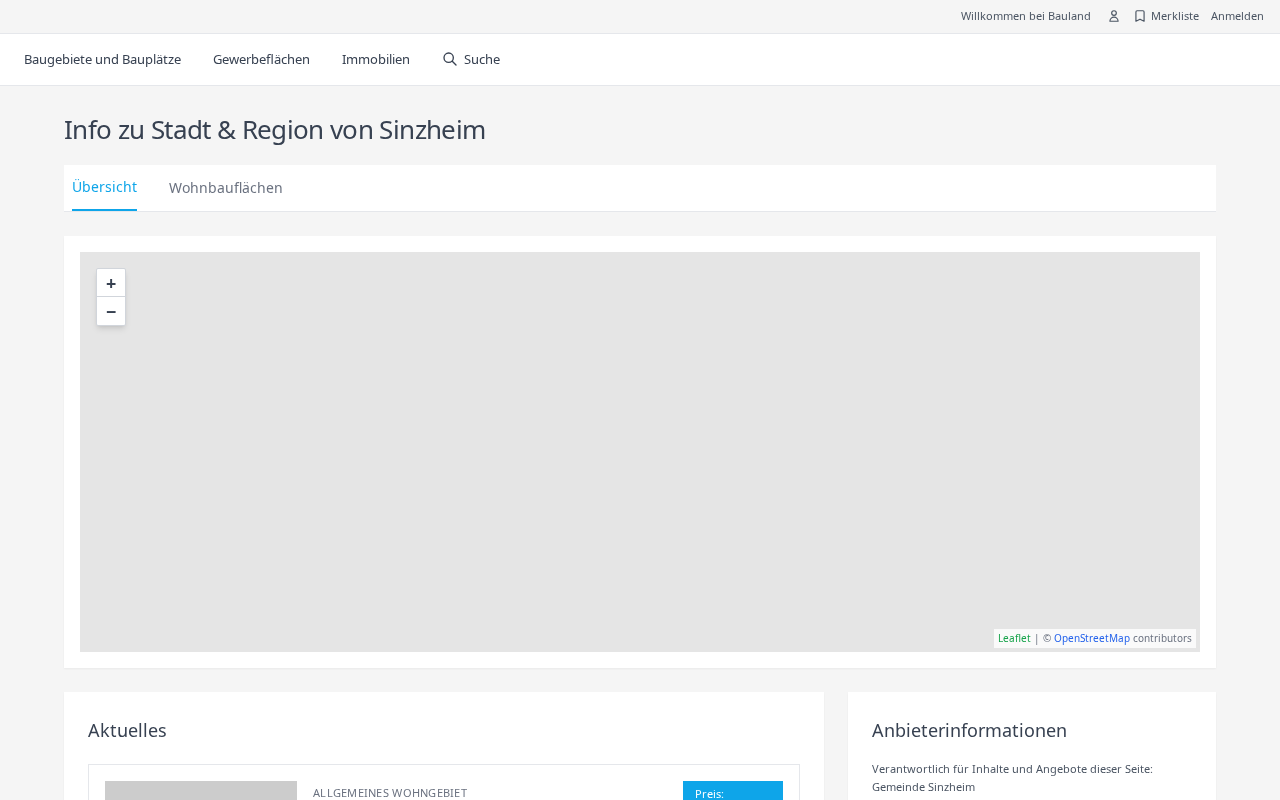 Willkommen bei Bauland Merkliste Anmelden
Baugebiete und Bauplätze Gewerbeflächen Immobilien Suche
Info zu Stadt & Region von Sinzheim
Übersicht Wohnbauflächen
+
−
Leaflet | © OpenStreetMap contributors
Aktuelles
ALLGEMEINES WOHNGEBIET
Preis:
Anbieterinformationen
Verantwortlich für Inhalte und Angebote dieser Seite:
Gemeinde Sinzheim